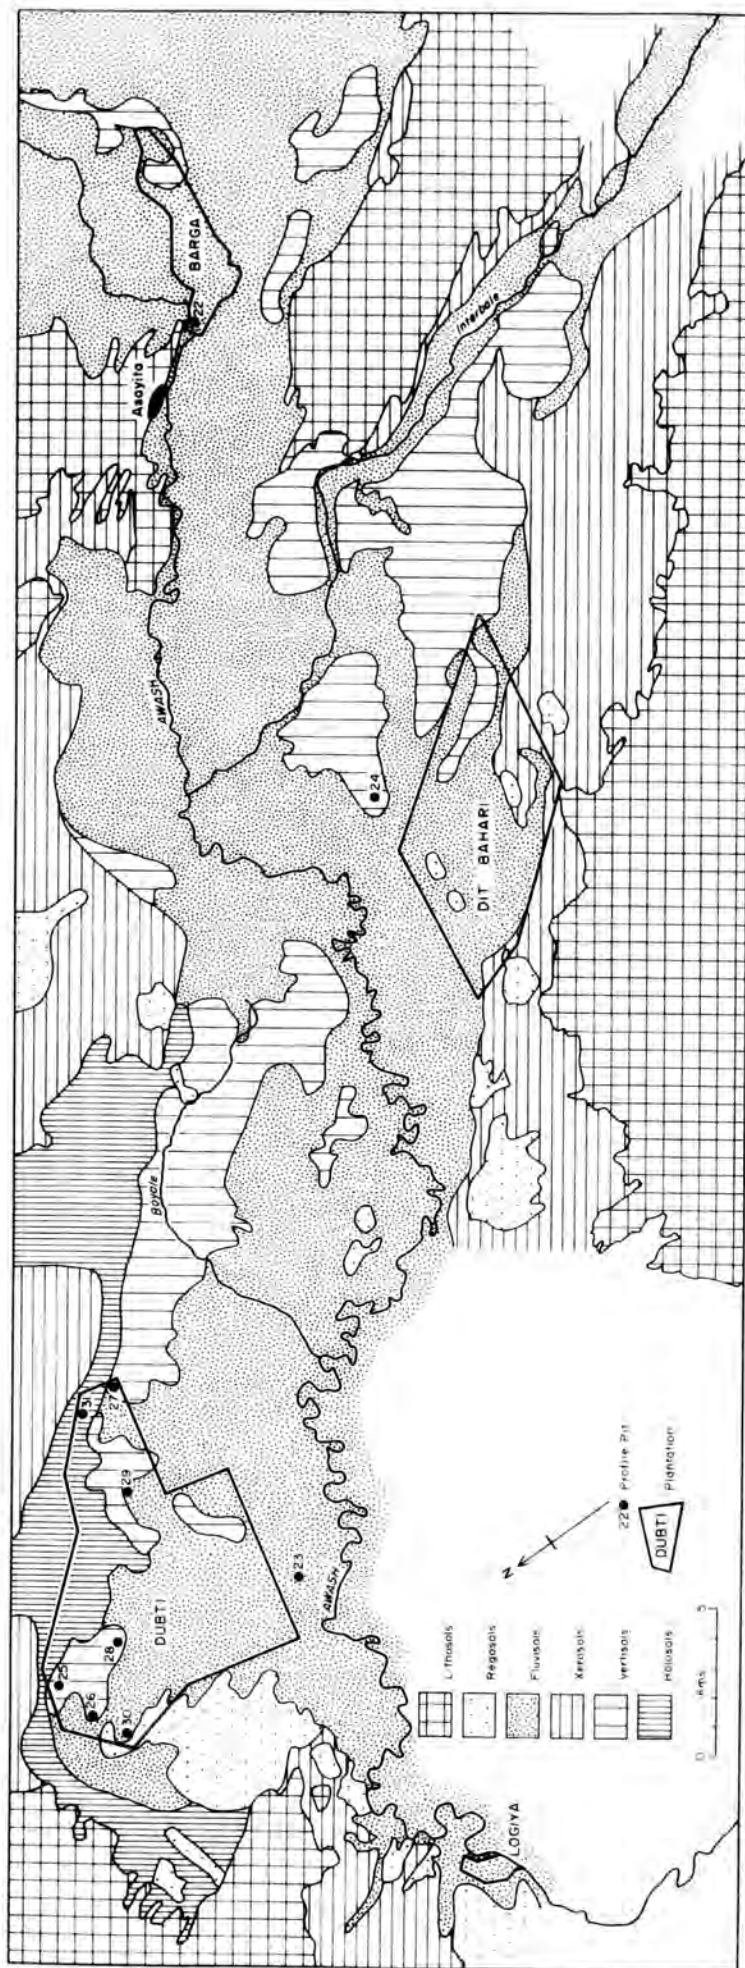 BARGA
22
Asayita
Interbole
AWASH
24
DIT BAHARI
Boyale
31
27
29
DUBTI
28
25
26
30
23
AWASH
LOGIYA
N
22 Profile Pit
DUBTI Plantation
Lithosols
Regosols
Fluvisols
Xerosols
Vertisols
Halosols
0 Kms 5